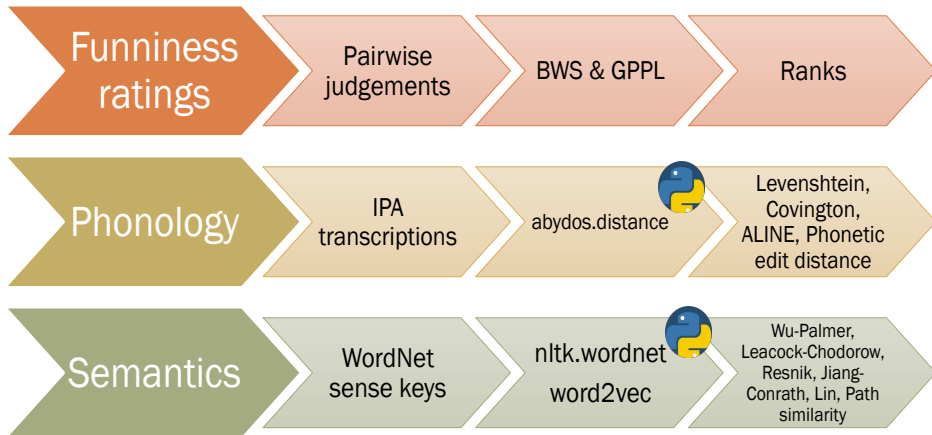 Funniness
ratings
Pairwise
judgements
BWS & GPPL
Ranks
Phonology
IPA
transcriptions
abydos.distance
Levenshtein,
Covington,
ALINE, Phonetic
edit distance
Semantics
WordNet
sense keys
nltk.wordnet
word2vec
Wu-Palmer,
Leacock-Chodorow,
Resnik, Jiang-
Conrath, Lin, Path
similarity